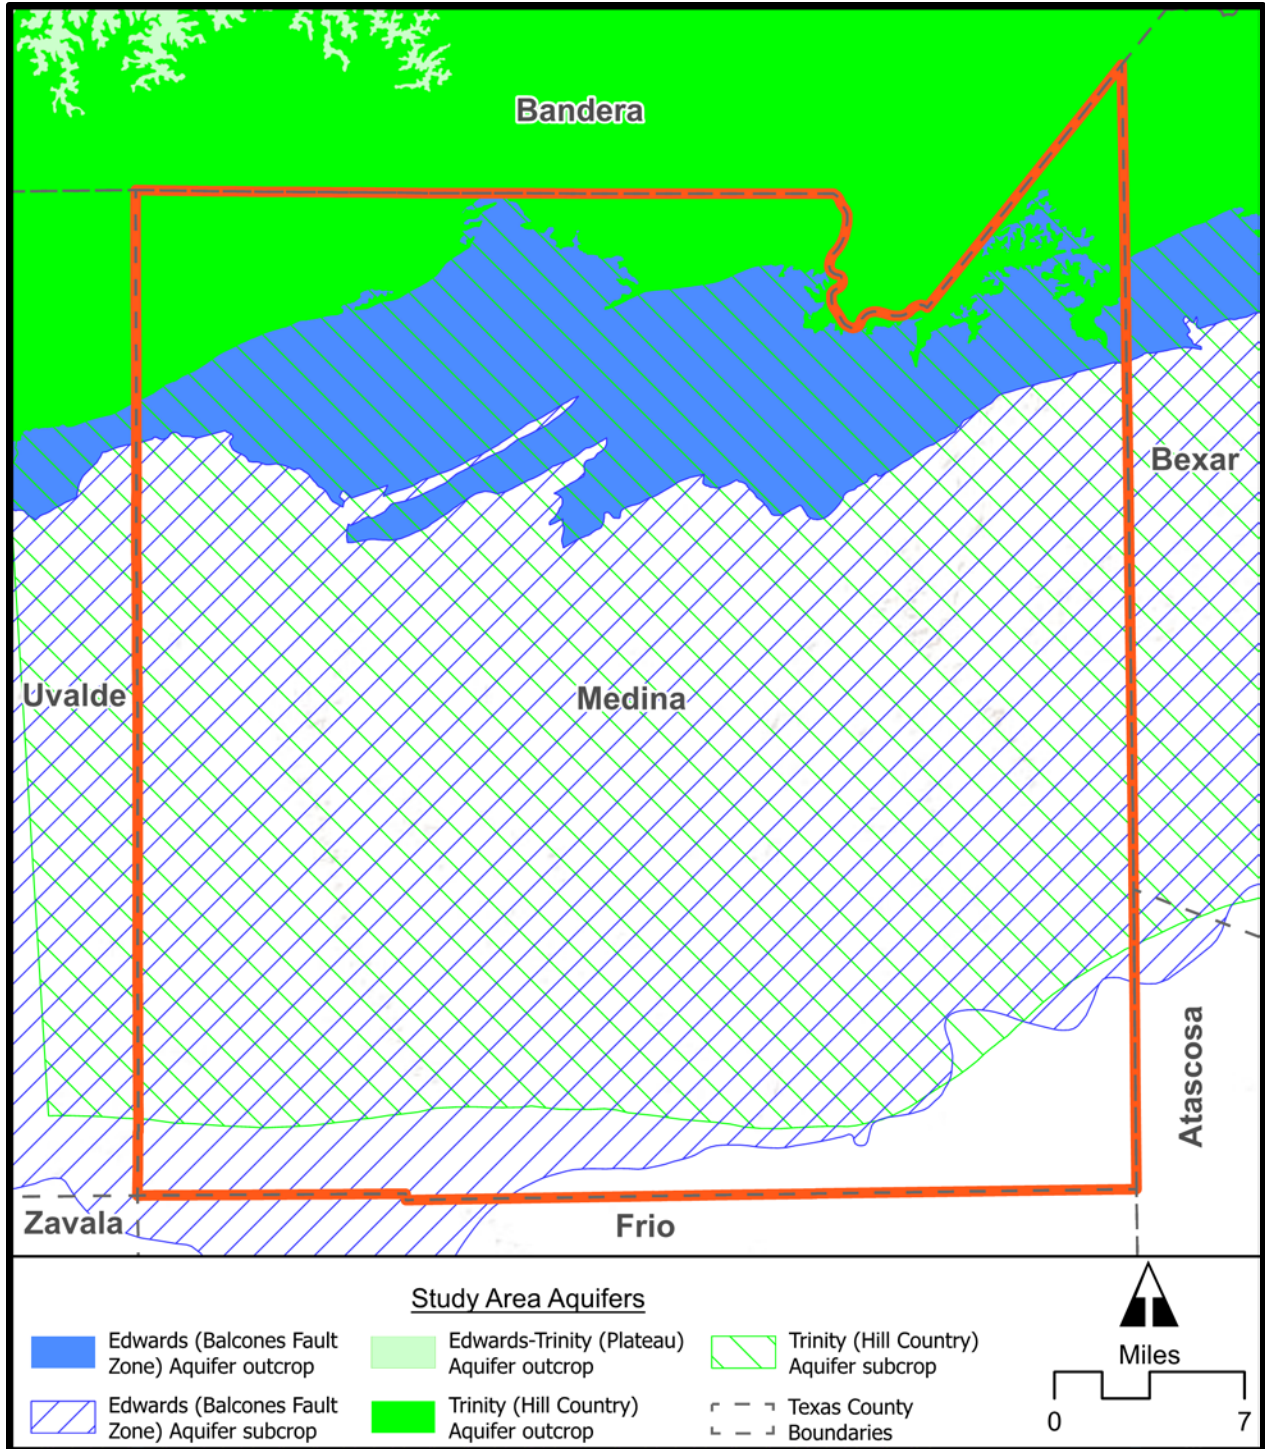 Bandera
Bexar
Uvalde
Medina
Atascosa
Zavala
Frio
Study Area Aquifers
Edwards (Balcones Fault
Zone) Aquifer outcrop
Edwards (Balcones Fault
Zone) Aquifer subcrop
Edwards-Trinity (Plateau)
Aquifer outcrop
Trinity (Hill Country)
Aquifer outcrop
Trinity (Hill Country)
Aquifer subcrop
Texas County
Boundaries
Miles
0 7